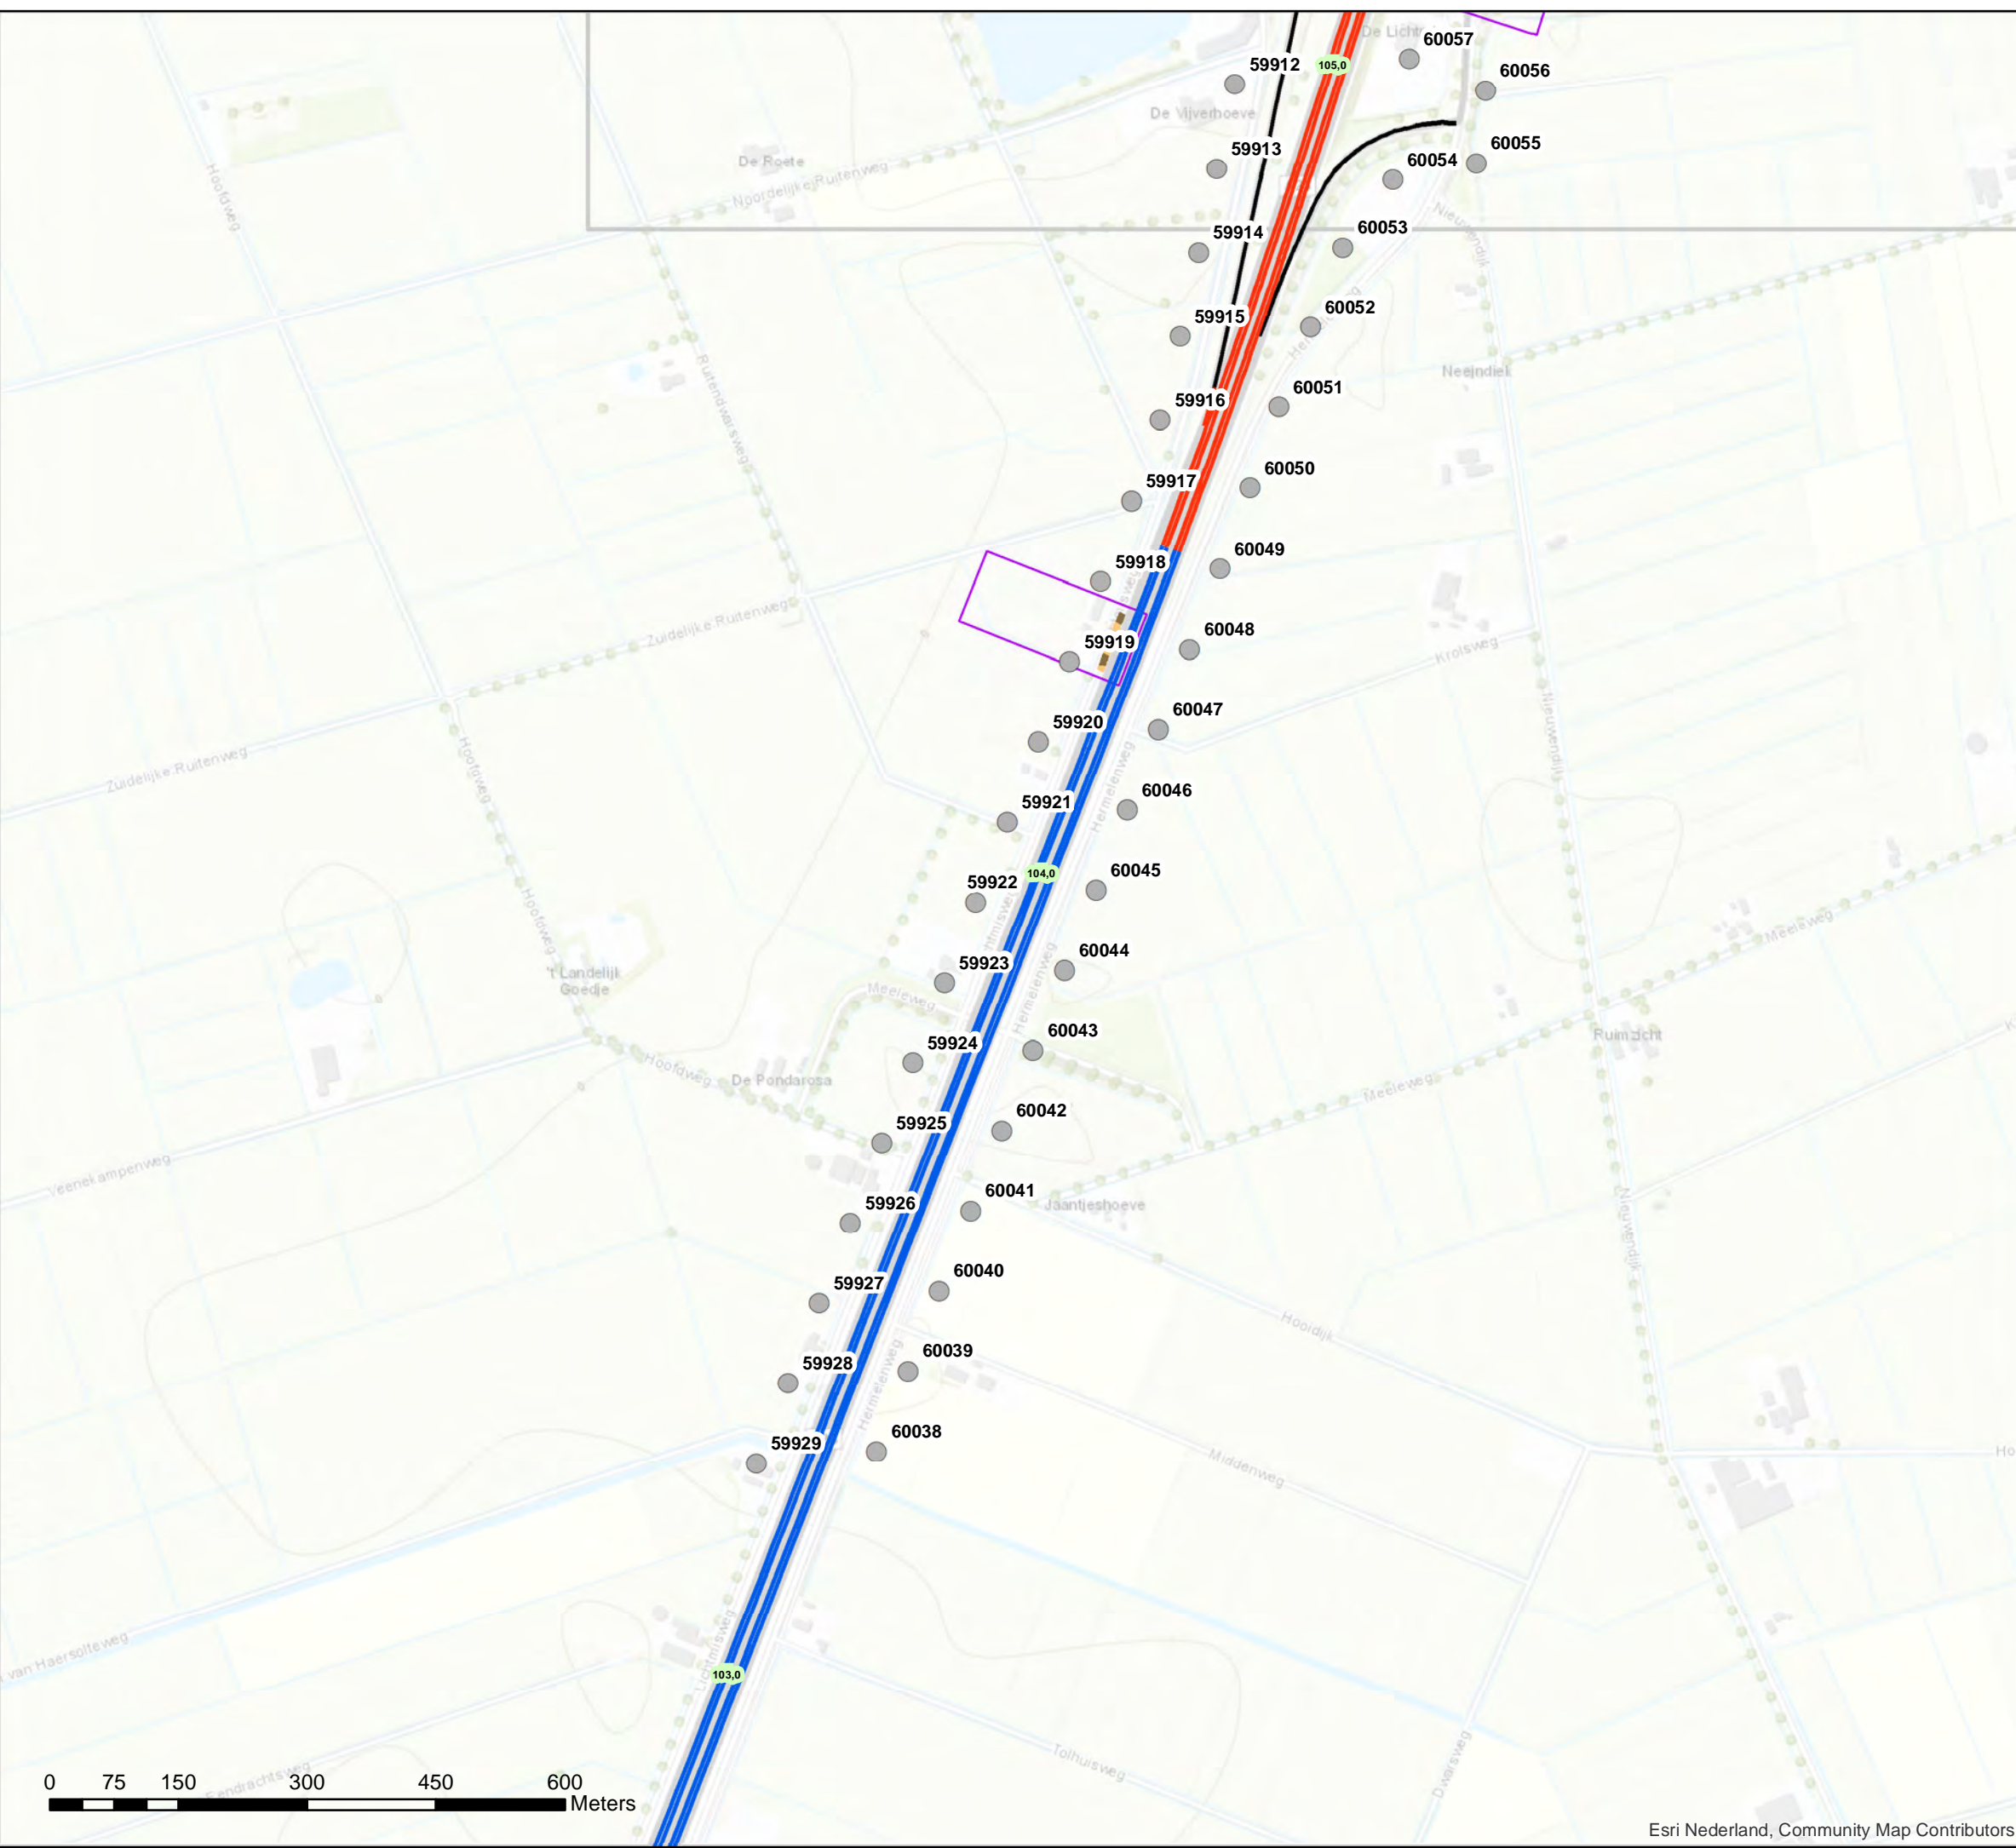 De Licht
60057
59912
105,0
60056
De Vijverhoeve
59913
60055
De Roete
60054
Hoofdweg
Noordelijke Ruitenweg
Nieuwendijk
60053
59914
59915
60052
Ruitendwarsweg
Neejndiek
59916
60051
59917
60050
59918
60049
Zuidelijke Ruitenweg
59919
60048
Krolsweg
59920
60047
Nieuwendijk
Hoofdweg
Zuidelijke Ruitenweg
Hermelenweg
59921
60046
104,0
60045
59922
Hoofdweg
Meeleweg
59923
60044
't Landelijk
Goedje
Meeleweg
Hermelenweg
59924
60043
Ruimzicht
Hoofdweg
De Pondarosa
Meeleweg
59925
60042
Veenekampenweg
59926
60041
Jaantjeshoeve
Nieuwendijk
59927
60040
Hooidijk
59928
60039
Hermelenweg
59929
60038
Ho
Middenweg
van Haersolteweg
Lichtmisweg
103,0
Tolhuisweg
Dwarsweg
Eendrachtsweg
0 75 150 300 450 600
Meters
Esri Nederland, Community Map Contributors